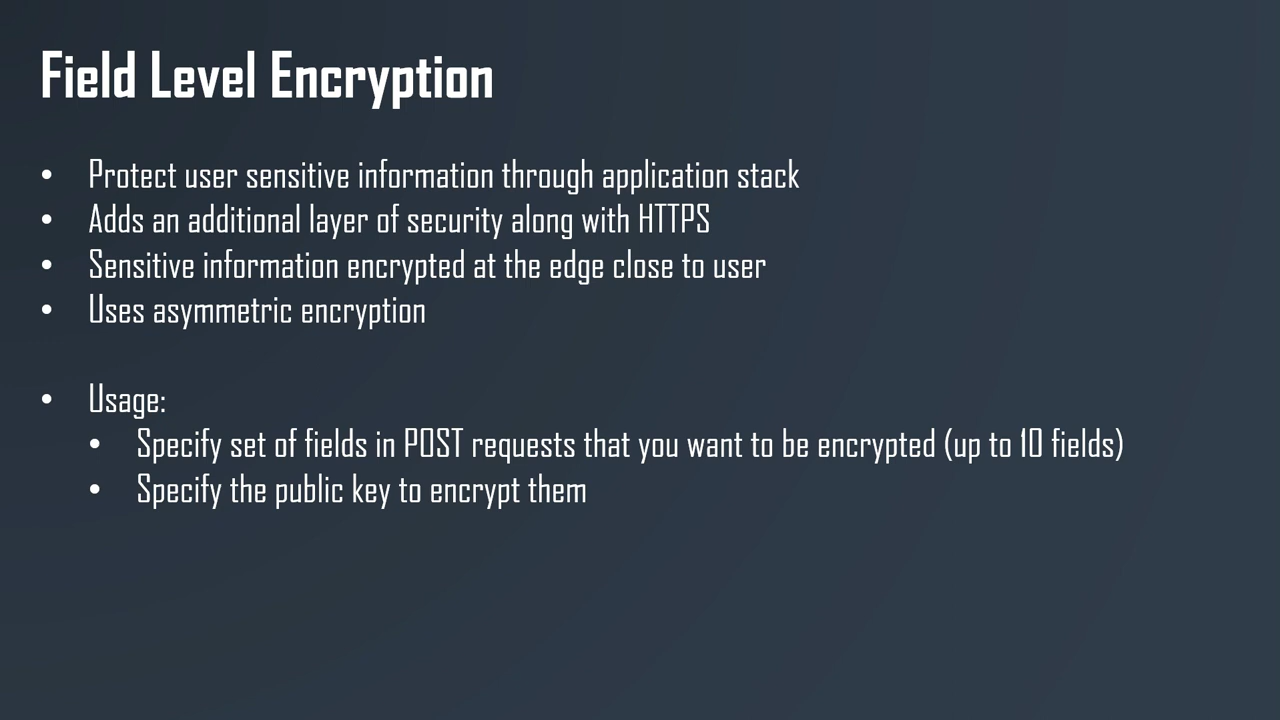 Field Level Encryption
• Protect user sensitive information through application stack
• Adds an additional layer of security along with HTTPS
• Sensitive information encrypted at the edge close to user
• Uses asymmetric encryption
• Usage:
• Specify set of fields in POST requests that you want to be encrypted (up to 10 fields)
• Specify the public key to encrypt them